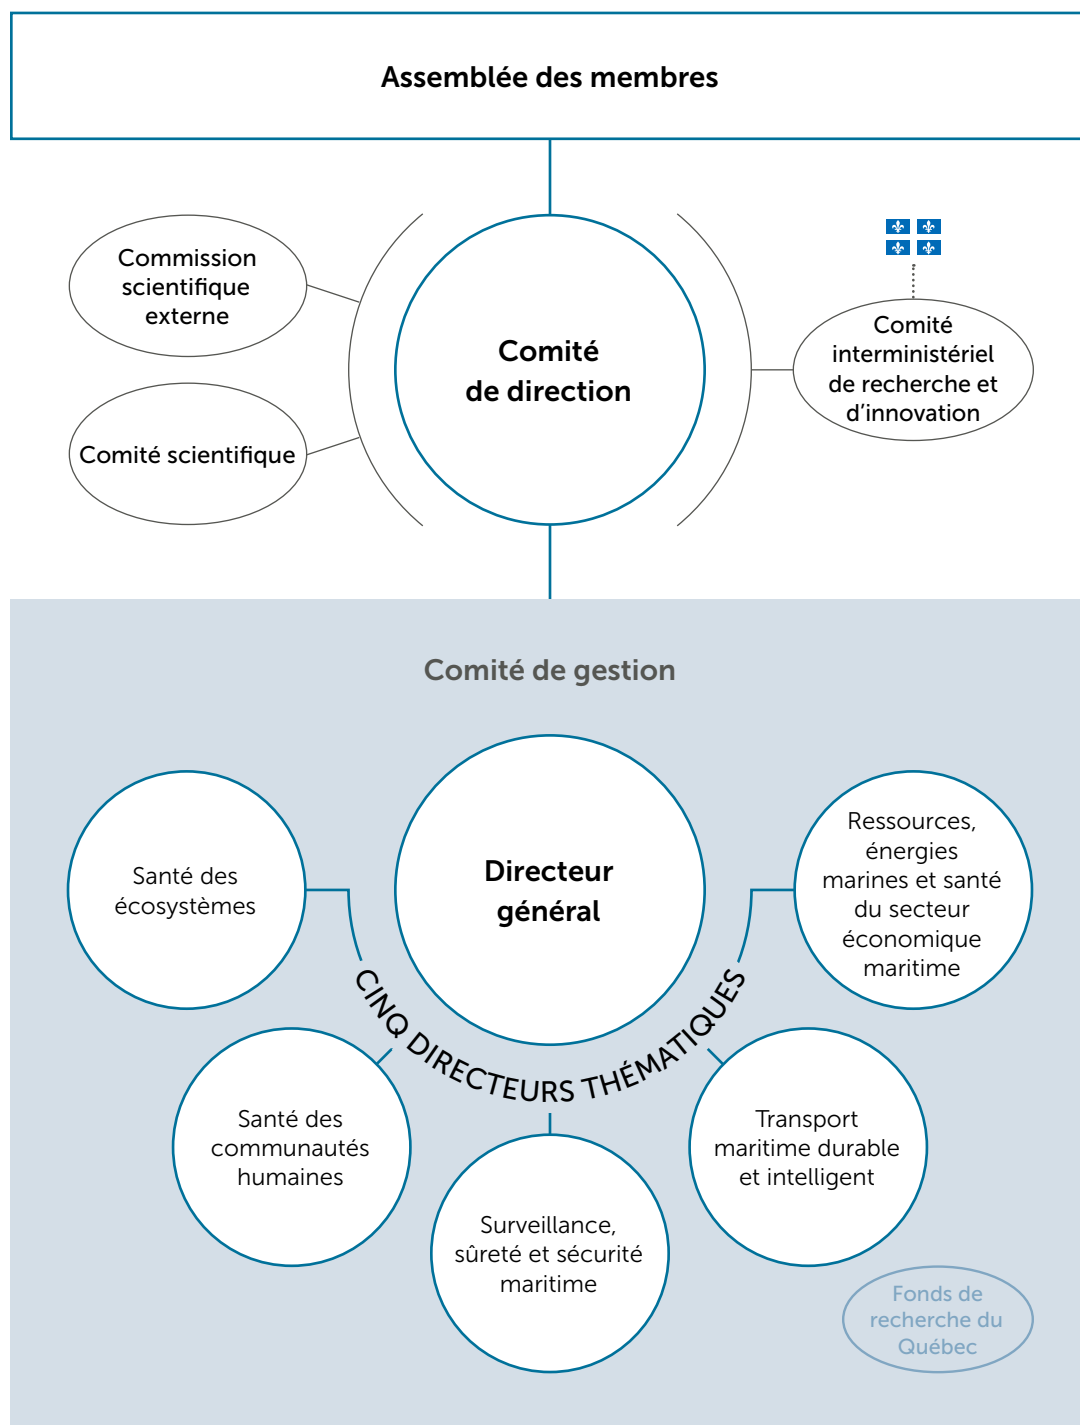 Assemblée des membres
Commission
scientifique
externe
Comité scientifique
Comité
de direction
Comité
interministériel
de recherche et
d’innovation
Comité de gestion
Directeur
général
Santé des
écosystèmes
Ressources,
énergies
marines et santé
du secteur
économique
maritime
CINQ DIRECTEURS THÉMATIQUES
Santé des
communautés
humaines
Surveillance,
sûreté et sécurité
maritime
Transport
maritime durable
et intelligent
Fonds de
recherche du
Québec